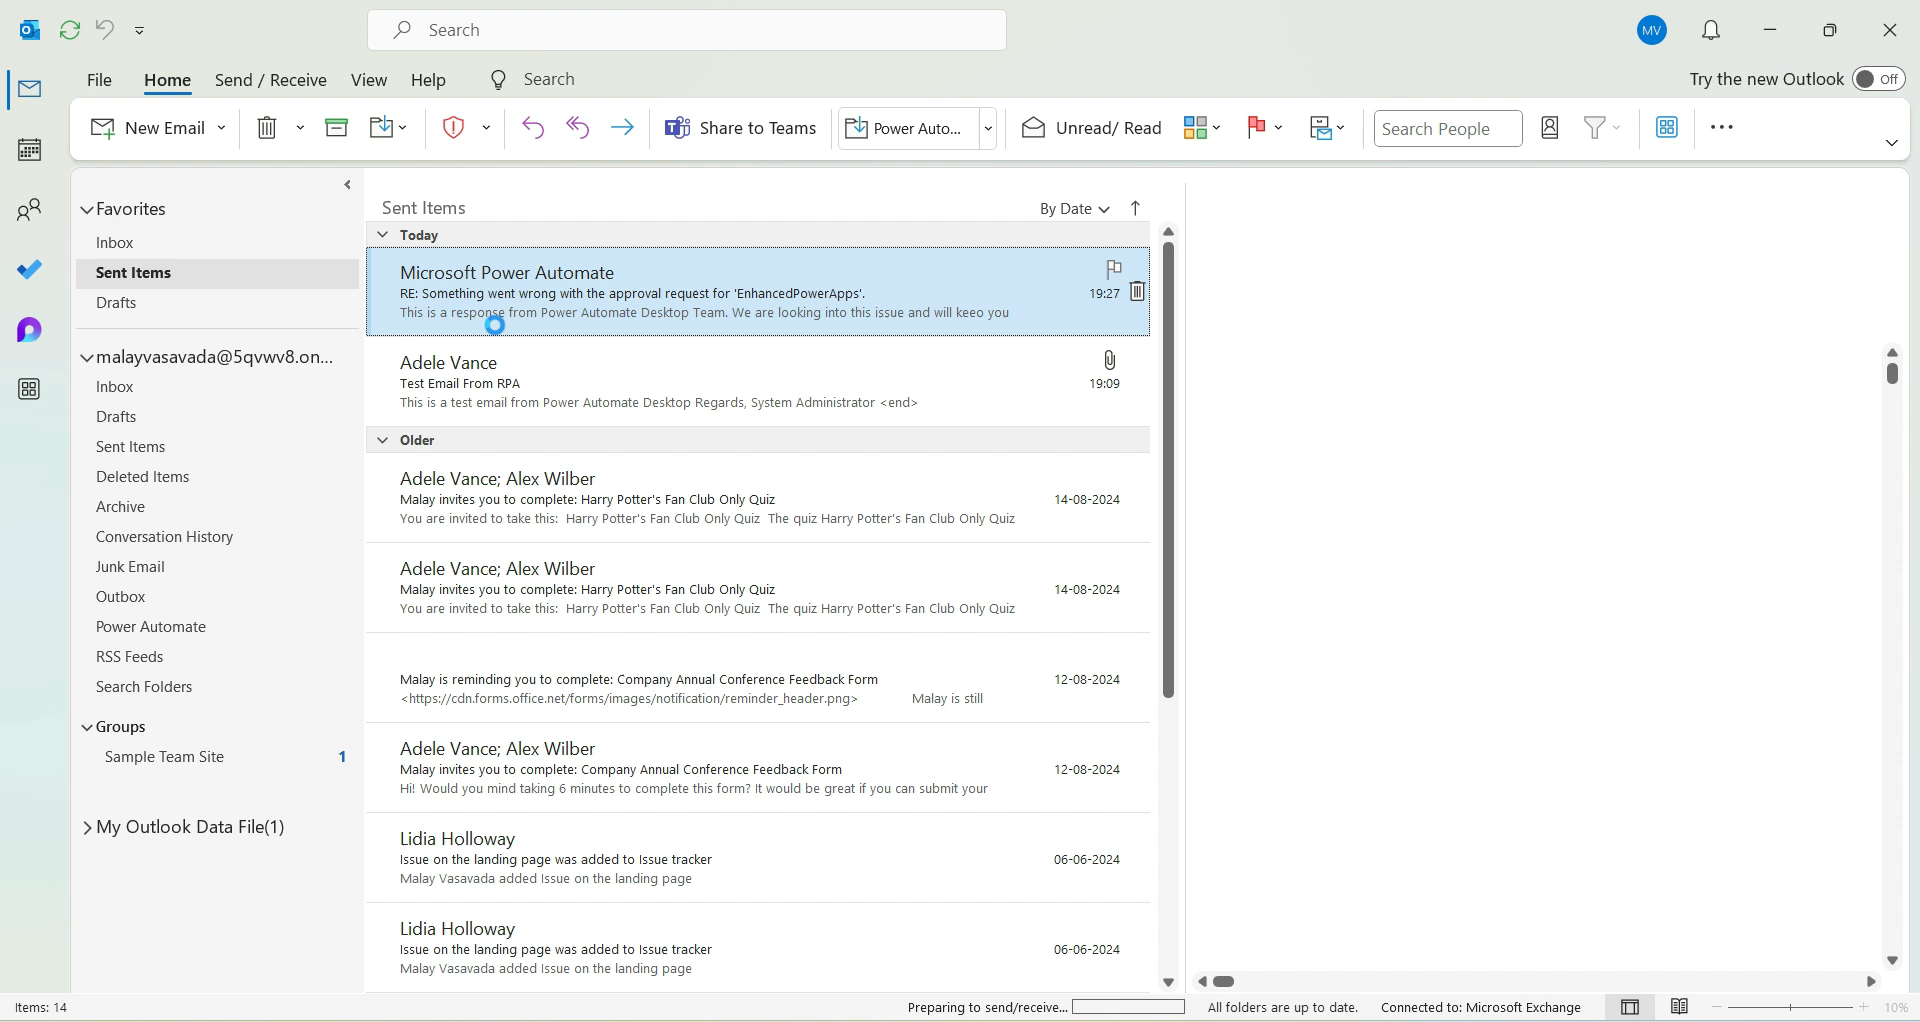 Search
MV
File Home Send / Receive View Help Search
Try the new Outlook Off
New Email Share to Teams Power Auto... Unread/ Read Search People
Favorites
Inbox
Sent Items
Drafts
malayvasavada@5qvwv8.on...
Inbox
Drafts
Sent Items
Deleted Items
Archive
Conversation History
Junk Email
Outbox
Power Automate
RSS Feeds
Search Folders
Groups
Sample Team Site 1
My Outlook Data File(1)
Sent Items By Date
Today
Microsoft Power Automate
RE: Something went wrong with the approval request for 'EnhancedPowerApps'. 19:27
This is a response from Power Automate Desktop Team. We are looking into this issue and will keeo you
Adele Vance
Test Email From RPA 19:09
This is a test email from Power Automate Desktop Regards, System Administrator <end>
Older
Adele Vance; Alex Wilber
Malay invites you to complete: Harry Potter's Fan Club Only Quiz 14-08-2024
You are invited to take this: Harry Potter's Fan Club Only Quiz The quiz Harry Potter's Fan Club Only Quiz
Adele Vance; Alex Wilber
Malay invites you to complete: Harry Potter's Fan Club Only Quiz 14-08-2024
You are invited to take this: Harry Potter's Fan Club Only Quiz The quiz Harry Potter's Fan Club Only Quiz
Malay is reminding you to complete: Company Annual Conference Feedback Form 12-08-2024
<https://cdn.forms.office.net/forms/images/notification/reminder_header.png> Malay is still
Adele Vance; Alex Wilber
Malay invites you to complete: Company Annual Conference Feedback Form 12-08-2024
Hi! Would you mind taking 6 minutes to complete this form? It would be great if you can submit your
Lidia Holloway
Issue on the landing page was added to Issue tracker 06-06-2024
Malay Vasavada added Issue on the landing page
Lidia Holloway
Issue on the landing page was added to Issue tracker 06-06-2024
Malay Vasavada added Issue on the landing page
Items: 14 Preparing to send/receive... All folders are up to date. Connected to: Microsoft Exchange 10%